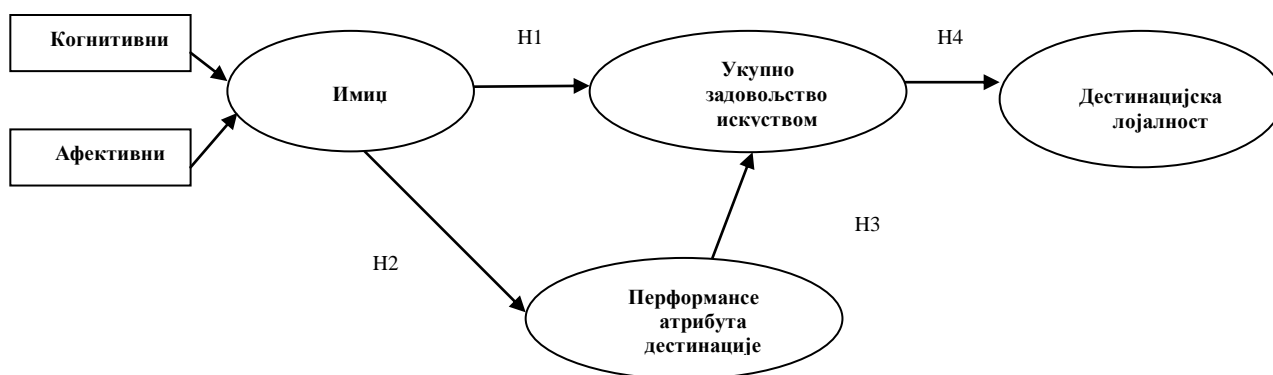 Когнитивни
Афективни
Имиџ
H1
Укупно
задовољство
искуством
H4
Дестинацијска
лојалност
H2
H3
Перформансе
атрибута
дестинације